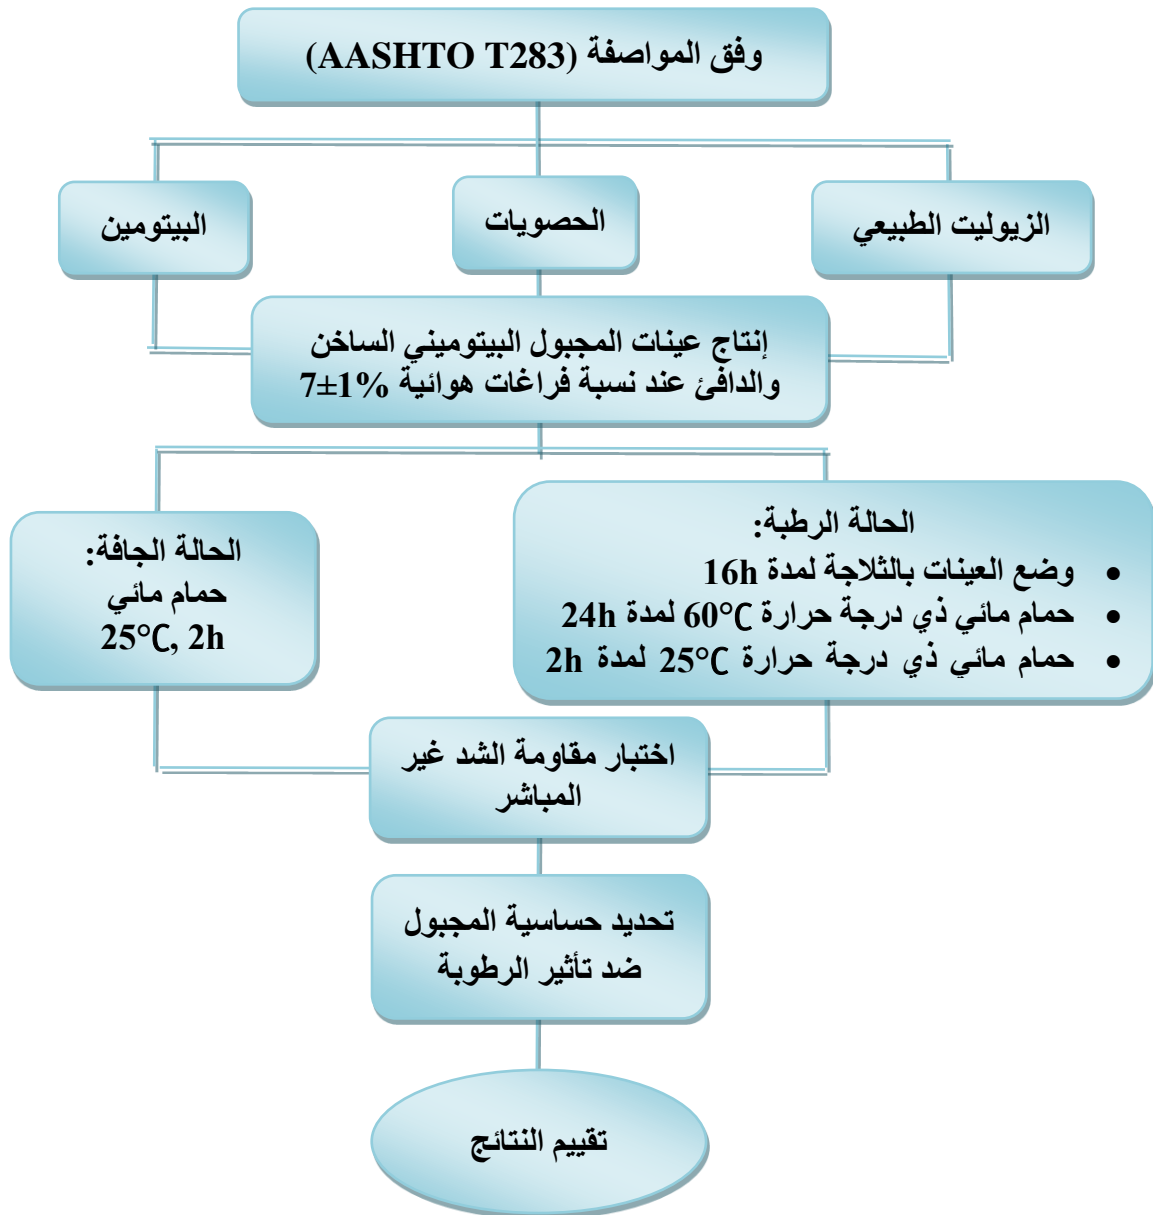 وفق المواصفة (AASHTO T283)
الزيوليت الطبيعي
الحصويات
البيتومين
إنتاج عينات المجبول البيتوميني الساخن
والدافئ عند نسبة فراغات هوائية 7±1%
الحالة الرطبة:
• وضع العينات بالثلاجة لمدة 16h
• حمام مائي ذي درجة حرارة 60°C لمدة 24h
• حمام مائي ذي درجة حرارة 25°C لمدة 2h
الحالة الجافة:
حمام مائي
25°C, 2h
اختبار مقاومة الشد غير
المباشر
تحديد حساسية المجبول
ضد تأثير الرطوبة
تقييم النتائج